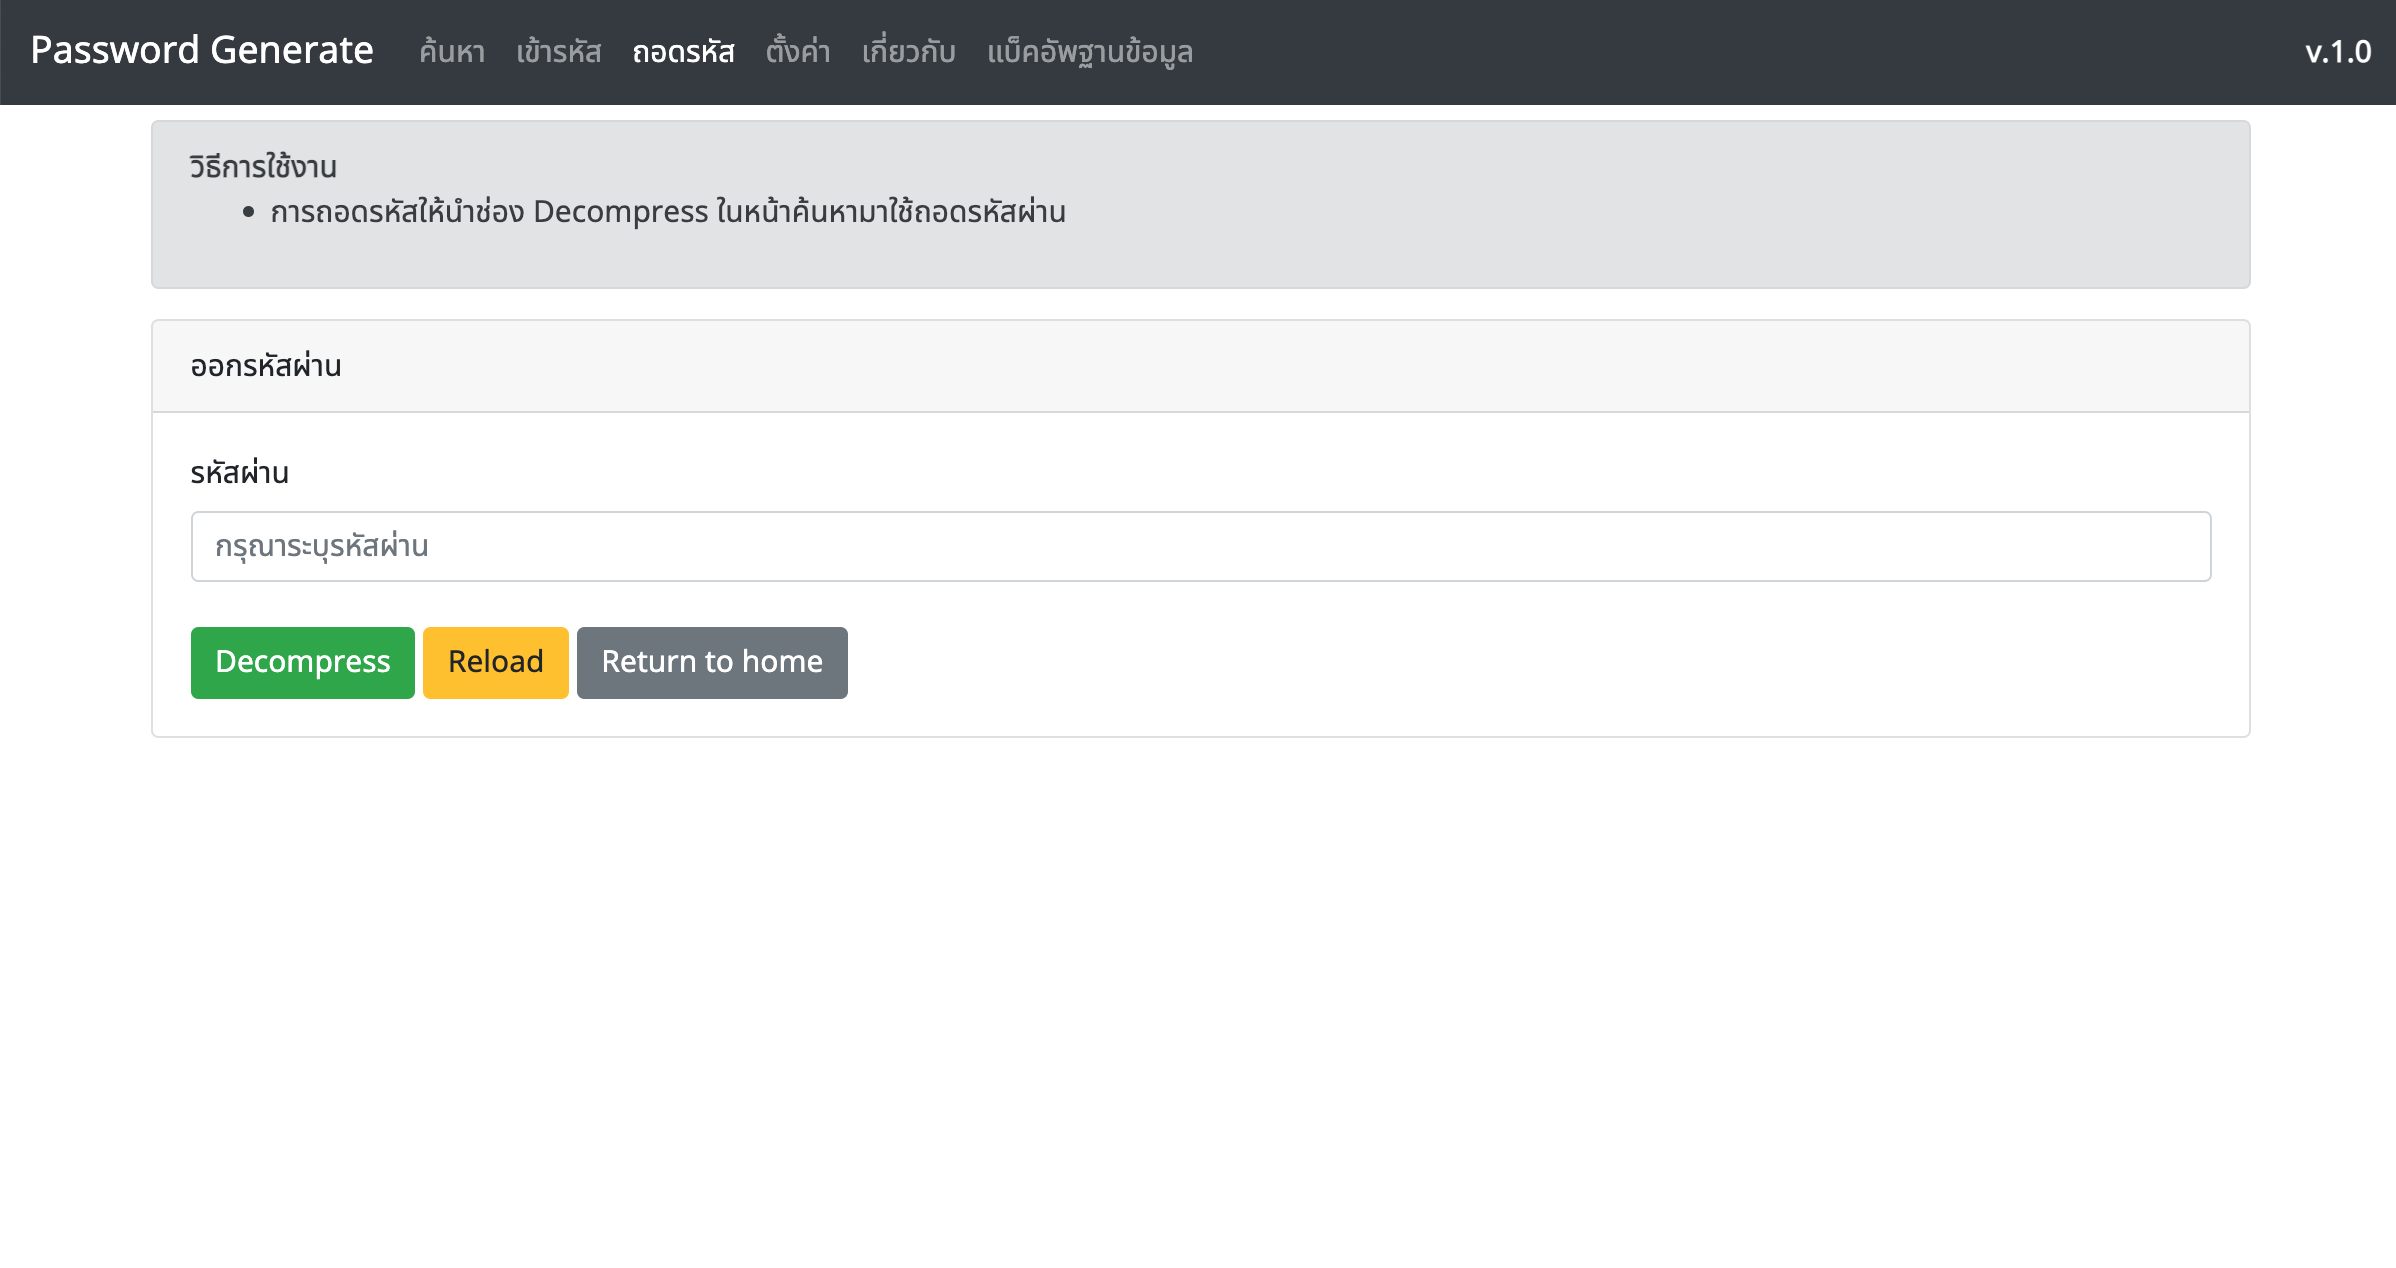 Password Generate ค้นหา เข้ารหัส ถอดรหัส ตั้งค่า เกี่ยวกับ แบ็คอัพฐานข้อมูล v.1.0
วิธีการใช้งาน
• การถอดรหัสให้นำช่อง Decompress ในหน้าค้นหามาใช้ถอดรหัสผ่าน
ออกรหัสผ่าน
รหัสผ่าน
กรุณาระบุรหัสผ่าน
Decompress Reload Return to home